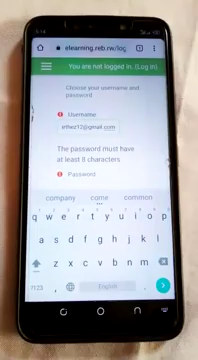 elearning.reb.rw/log
You are not logged in. (Log in)
Choose your username and
password
Username
The password must have
at least 8 characters
Password
company come common
q w e r t y u i o p
a s d f g h j k l
z x c v b n m
?123 , English .